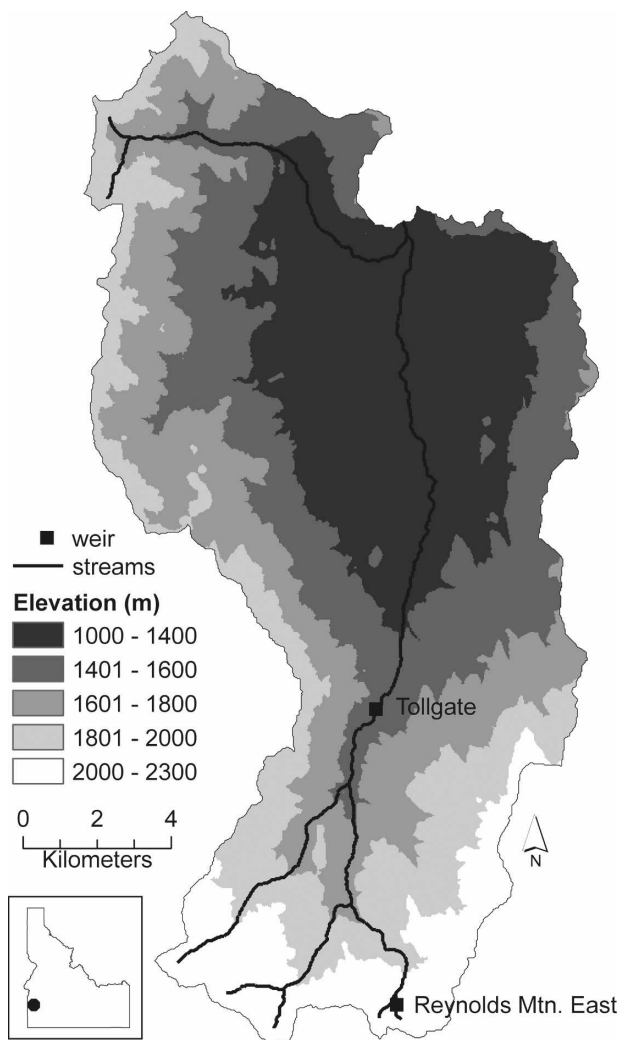 weir
streams
Elevation (m)
1000 - 1400
1401 - 1600
1601 - 1800
1801 - 2000
2000 - 2300
0 2 4
Kilometers
Tollgate
N
Reynolds Mtn. East